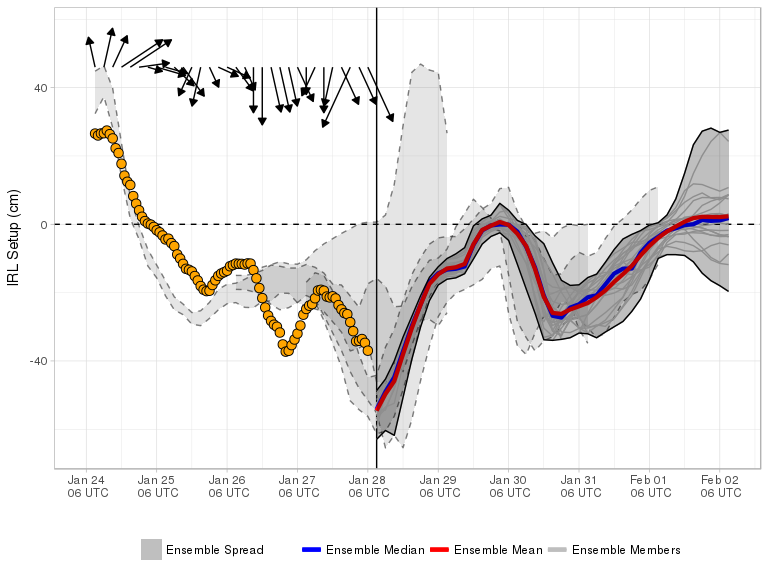 IRL Setup (cm)
40
0
-40
Jan 24 Jan 25 Jan 26 Jan 27 Jan 28 Jan 29 Jan 30 Jan 31 Feb 01 Feb 02
06 UTC 06 UTC 06 UTC 06 UTC 06 UTC 06 UTC 06 UTC 06 UTC 06 UTC 06 UTC
Ensemble Spread Ensemble Median Ensemble Mean Ensemble Members